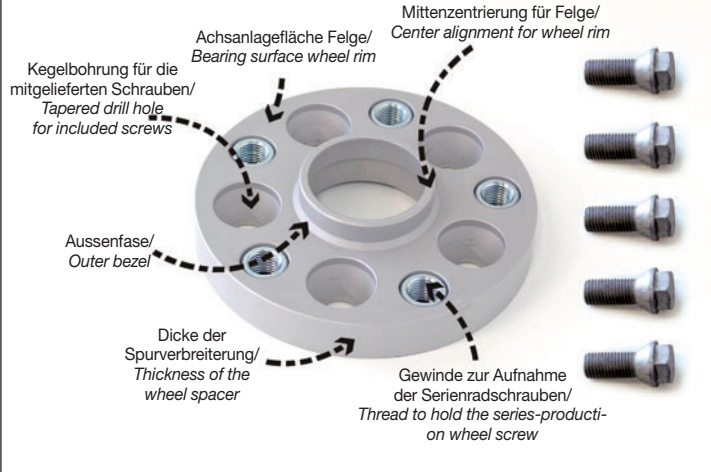 Mittenzentrierung für Felge/
Center alignment for wheel rim
Achsanlagefläche Felge/
Bearing surface wheel rim
Kegelbohrung für die
mitgelieferten Schrauben/
Tapered drill hole
for included screws
Aussenfase/
Outer bezel
Dicke der
Spurverbreiterung/
Thickness of the
wheel spacer
Gewinde zur Aufnahme
der Serienradschrauben/
Thread to hold the series-producti-
on wheel screw